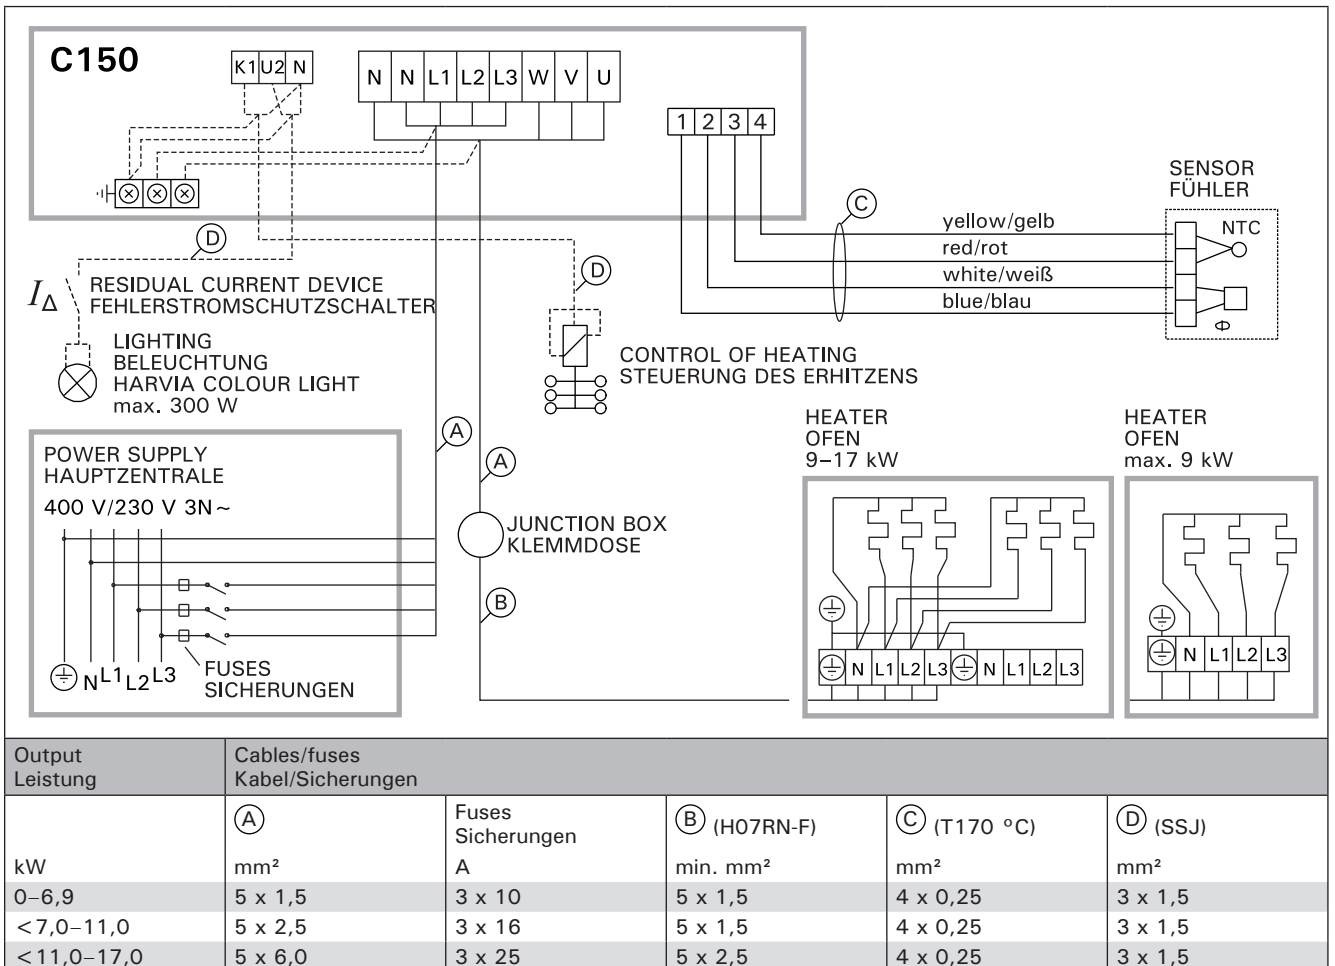 C150
K1 U2 N
N N L1 L2 L3 W V U
1 2 3 4
SENSOR
FÜHLER
C
yellow/gelb
NTC
red/rot
white/weiß
blue/blau
Φ
D
RESIDUAL CURRENT DEVICE
FEHLERSTROMSCHUTZSCHALTER
IΔ
D
LIGHTING
BELEUCHTUNG
HARVIA COLOUR LIGHT
max. 300 W
CONTROL OF HEATING
STEUERUNG DES ERHITZENS
A
A
POWER SUPPLY
HAUPTZENTRALE
400 V/230 V 3N~
JUNCTION BOX
KLEMMDOSE
B
N L1 L2 L3
FUSES
SICHERUNGEN
HEATER
OFEN
9–17 kW
N L1 L2 L3 N L1 L2 L3
HEATER
OFEN
max. 9 kW
N L1 L2 L3
Output
Leistung
Cables/fuses
Kabel/Sicherungen
A
Fuses
Sicherungen
B (H07RN-F)
C (T170 °C)
D (SSJ)
kW mm² A min. mm² mm² mm²
0–6,9 5 x 1,5 3 x 10 5 x 1,5 4 x 0,25 3 x 1,5
<7,0–11,0 5 x 2,5 3 x 16 5 x 1,5 4 x 0,25 3 x 1,5
<11,0–17,0 5 x 6,0 3 x 25 5 x 2,5 4 x 0,25 3 x 1,5